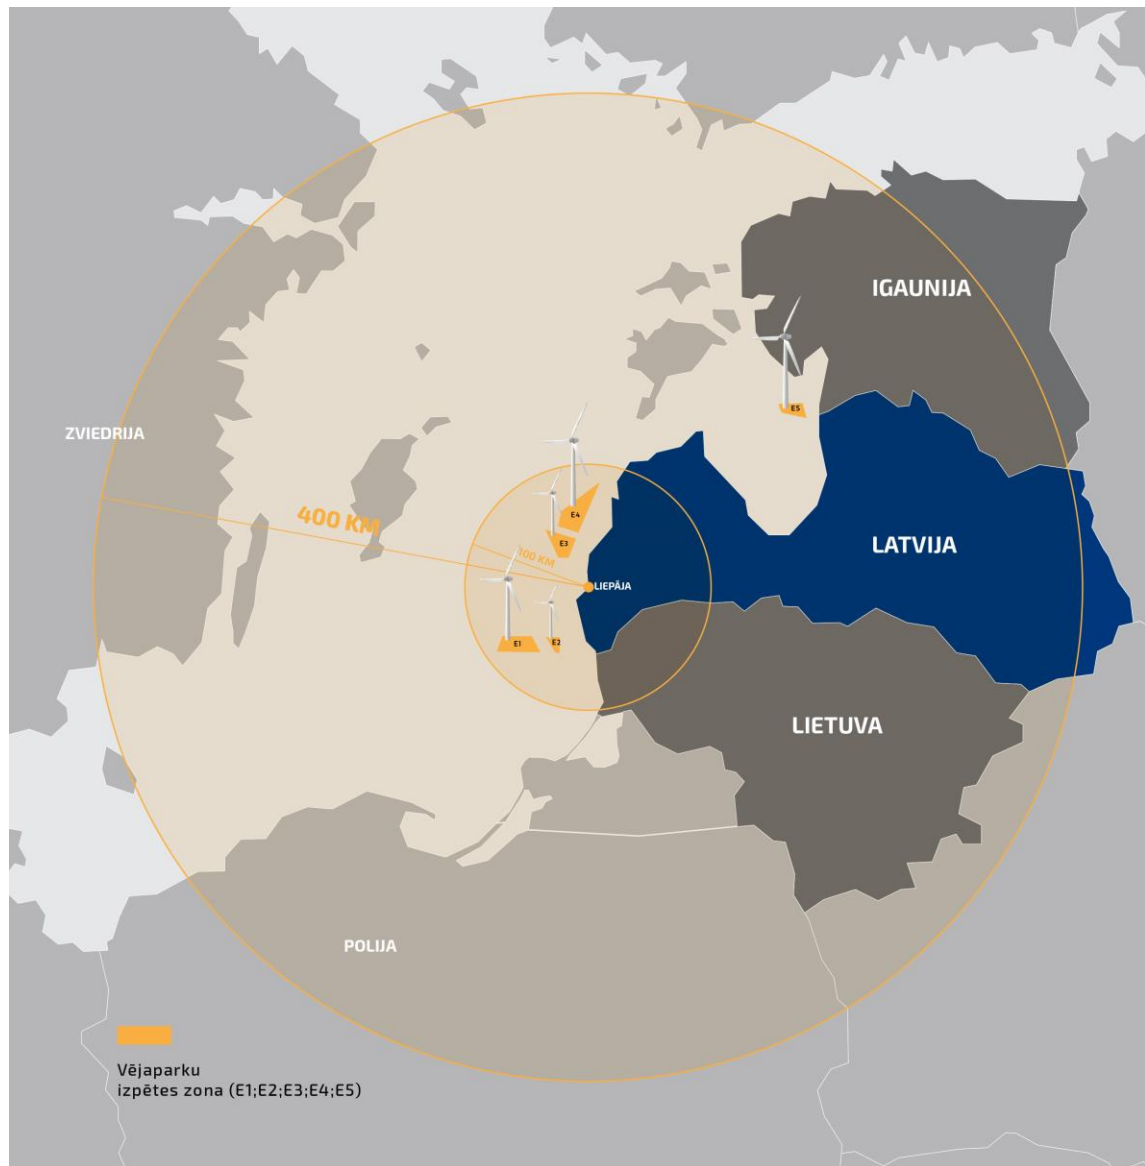 IGAUNIJA
E5
ZVIEDRIJA
400 KM
E4
E3
100 KM
LATVIJA
LIEPĀJA
E1
E2
LIETUVA
POLIJA
Vējaparku
izpētes zona (E1;E2;E3;E4;E5)